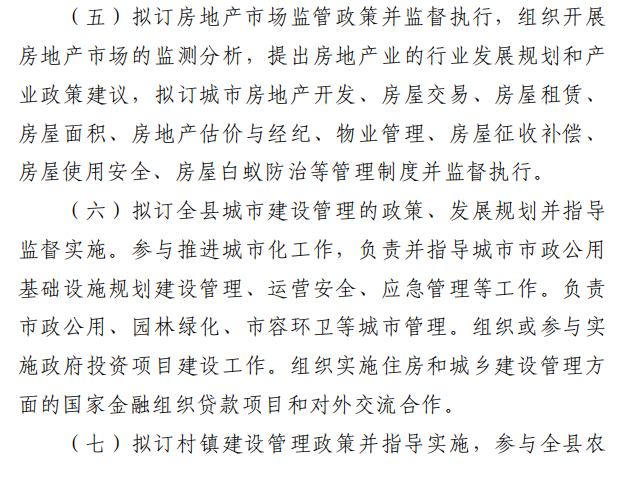 （五）拟订房地产市场监管政策并监督执行，组织开展
房地产市场的监测分析，提出房地产业的行业发展规划和产
业政策建议，拟订城市房地产开发、房屋交易、房屋租赁、
房屋面积、房地产估价与经纪、物业管理、房屋征收补偿、
房屋使用安全、房屋白蚁防治等管理制度并监督执行。
（六）拟订全县城市建设管理的政策、发展规划并指导
监督实施。参与推进城市化工作，负责并指导城市市政公用
基础设施规划建设管理、运营安全、应急管理等工作。负责
市政公用、园林绿化、市容环卫等城市管理。组织或参与实
施政府投资项目建设工作。组织实施住房和城乡建设管理方
面的国家金融组织贷款项目和对外交流合作。
（七）拟订村镇建设管理政策并指导实施，参与全县农